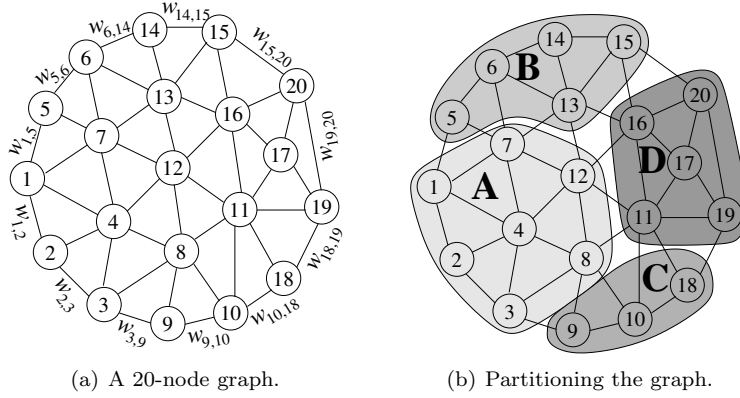 w14,15
w6,14
14
15
w15,20
6
w5,6
20
13
5
16
w1,5
7
w19,20
17
12
1
11
19
w1,2
4
w18,19
2
8
18
w2,3
3
10
w10,18
9
w3,9
w9,10
(a) A 20-node graph.
14
15
B
6
20
13
5
16
7
D
17
12
1
A
11
19
4
2
8
C
18
3
10
9
(b) Partitioning the graph.